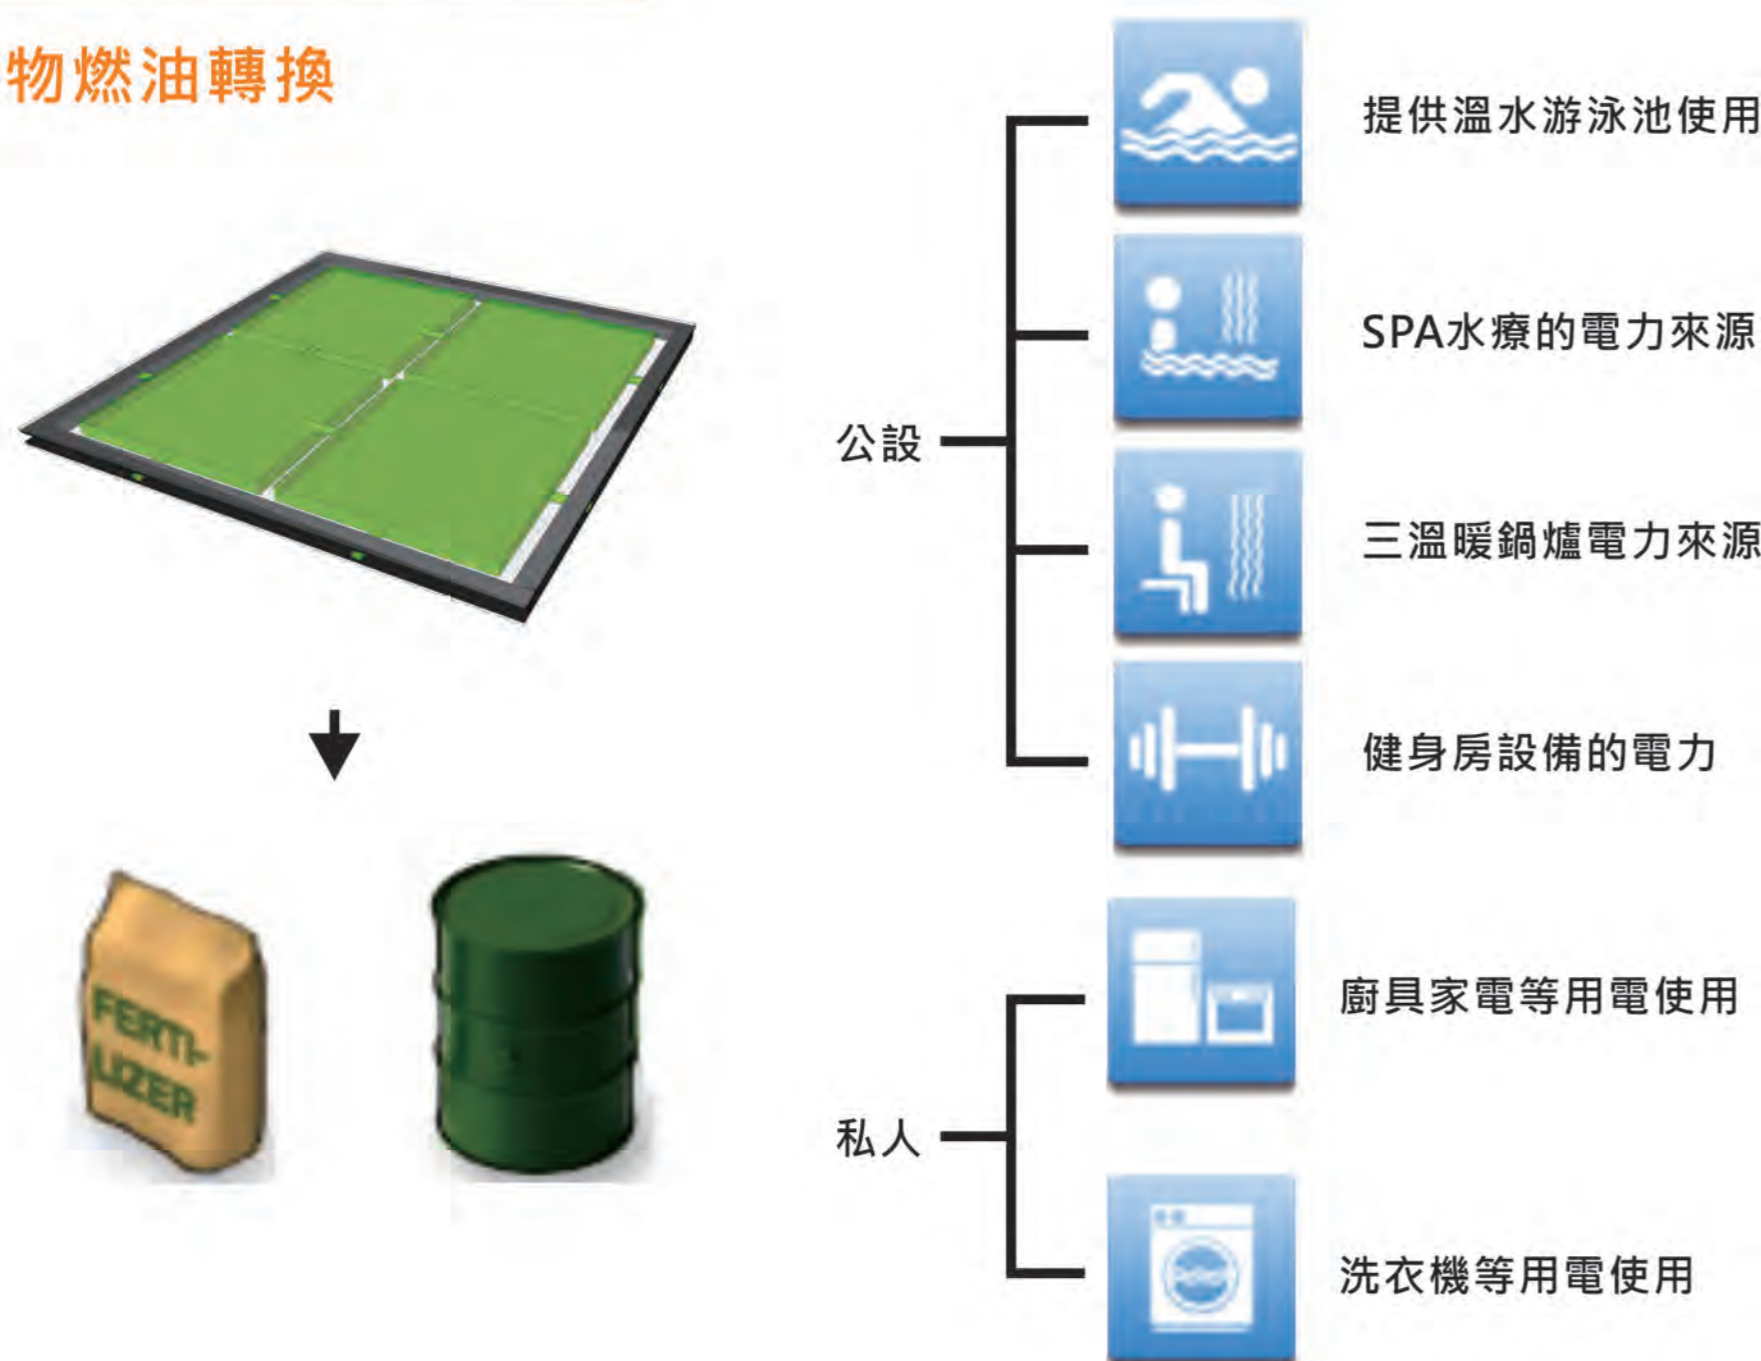 物燃油轉換
FERTI-
LIZER
公設
提供溫水游泳池使用
SPA水療的電力來源
三溫暖鍋爐電力來源
健身房設備的電力
私人
廚具家電等用電使用
洗衣機等用電使用